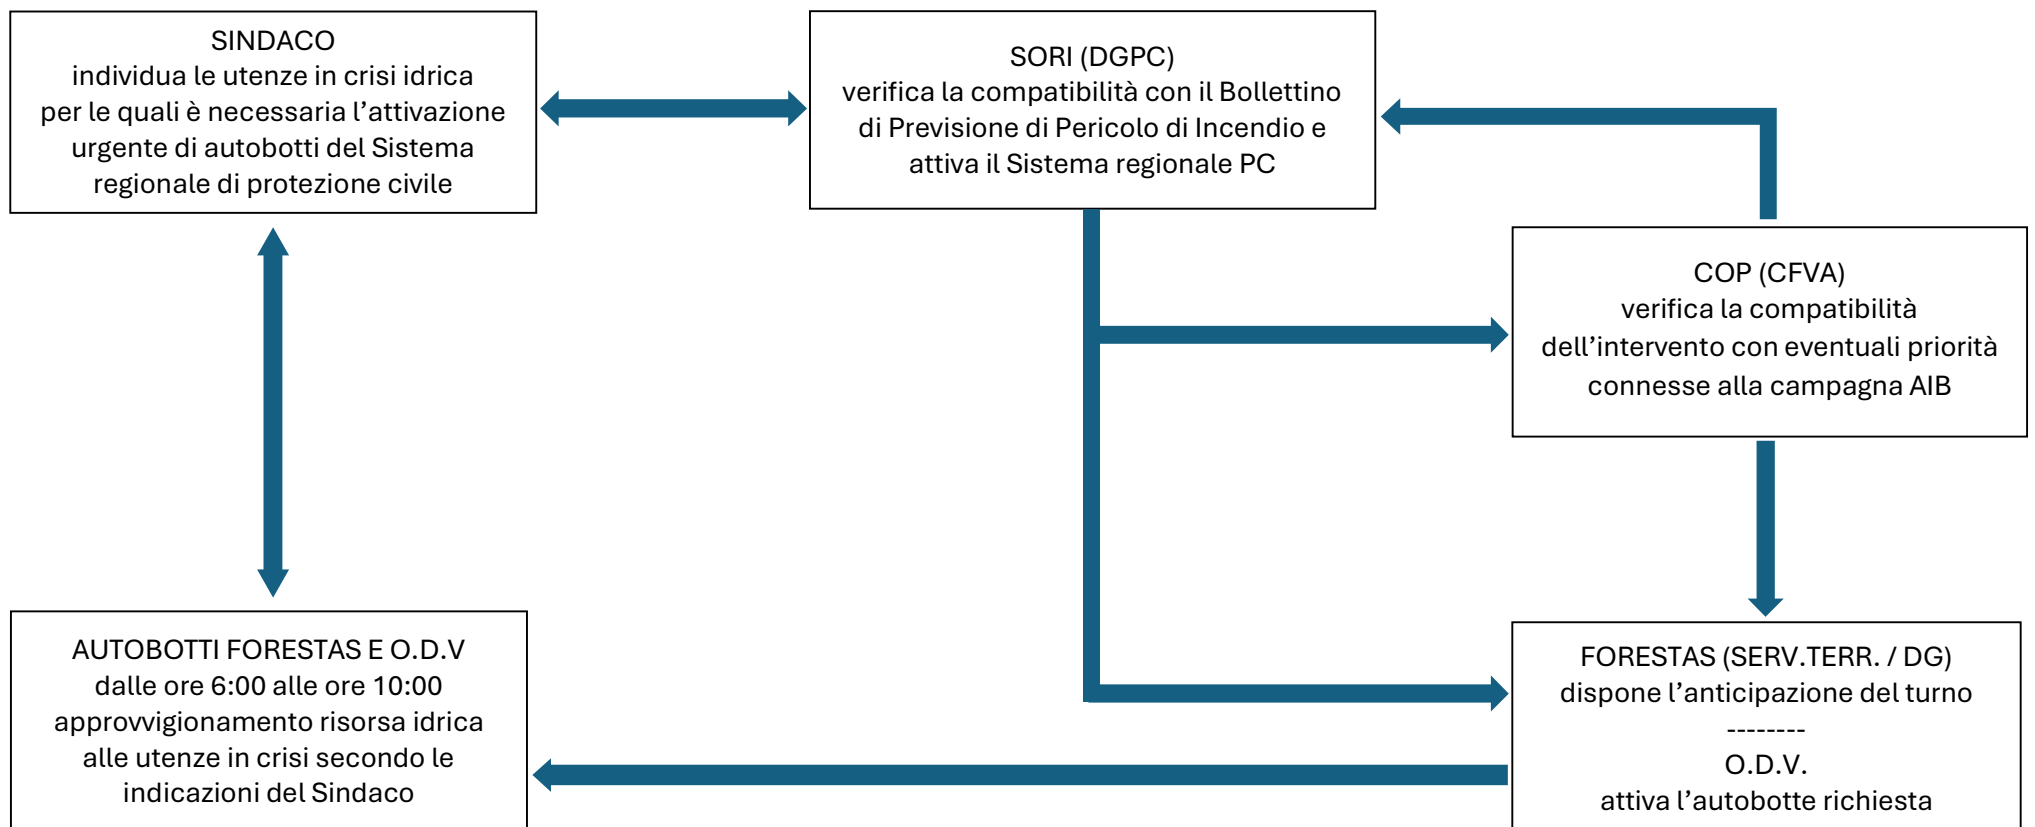 SINDACO
individua le utenze in crisi idrica
per le quali è necessaria l’attivazione
urgente di autobotti del Sistema
regionale di protezione civile
SORI (DGPC)
verifica la compatibilità con il Bollettino
di Previsione di Pericolo di Incendio e
attiva il Sistema regionale PC
COP (CFVA)
verifica la compatibilità
dell’intervento con eventuali priorità
connesse alla campagna AIB
AUTOBOTTI FORESTAS E O.D.V
dalle ore 6:00 alle ore 10:00
approvvigionamento risorsa idrica
alle utenze in crisi secondo le
indicazioni del Sindaco
FORESTAS (SERV.TERR. / DG)
dispone l’anticipazione del turno
--------
O.D.V.
attiva l’autobotte richiesta